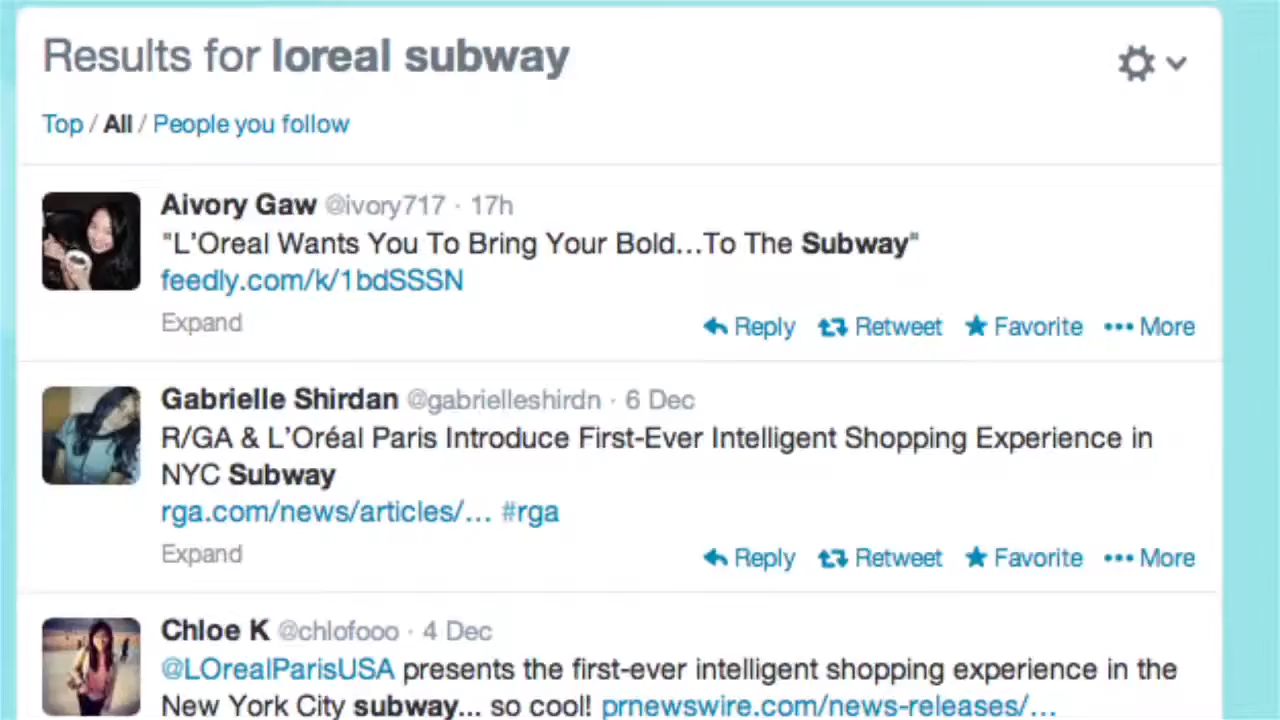 Results for loreal subway
Top / All / People you follow
Aivory Gaw @ivory717 · 17h
"L'Oreal Wants You To Bring Your Bold...To The Subway"
feedly.com/k/1bdSSSN
Expand
Reply Retweet Favorite More
Gabrielle Shirdan @gabrielleshirdn · 6 Dec
R/GA & L'Oréal Paris Introduce First-Ever Intelligent Shopping Experience in
NYC Subway
rga.com/news/articles/... #rga
Expand
Reply Retweet Favorite More
Chloe K @chlofooo · 4 Dec
@LOrealParisUSA presents the first-ever intelligent shopping experience in the
New York City subway... so cool! prnewswire.com/news-releases/...